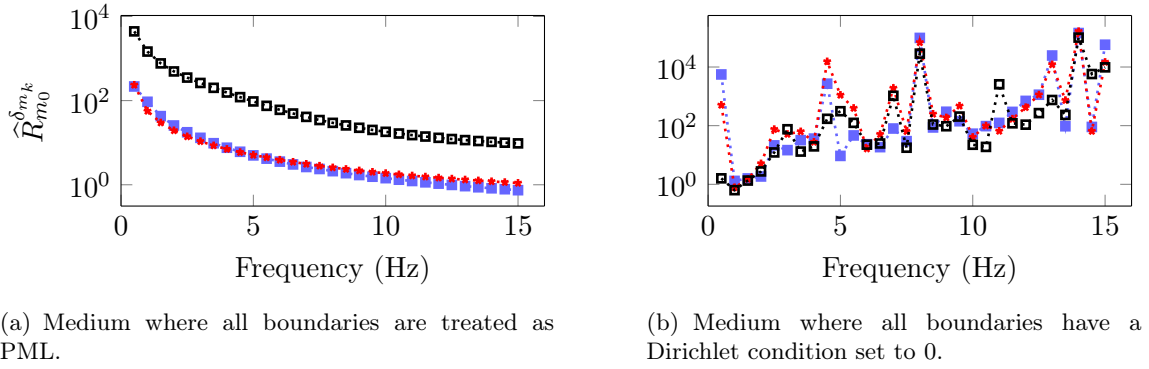 10^4
10^2
10^0
\widehat{R}_{m_0}^{\delta_{m_k}}
0 5 10 15
Frequency (Hz)
(a) Medium where all boundaries are treated as
PML.
10^4
10^2
10^0
0 5 10 15
Frequency (Hz)
(b) Medium where all boundaries have a
Dirichlet condition set to 0.